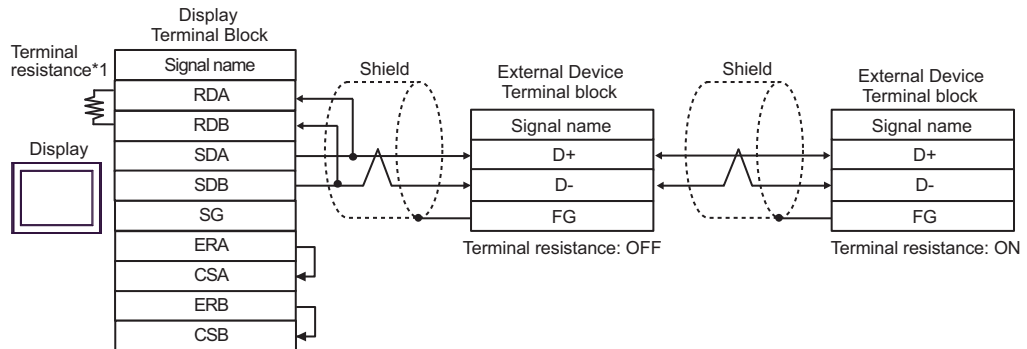 Display
Terminal Block
Terminal
resistance*1
Signal name
RDA
RDB
SDA
SDB
SG
ERA
CSA
ERB
CSB
Display
Shield
External Device
Terminal block
Signal name
D+
D-
FG
Terminal resistance: OFF
Shield
External Device
Terminal block
Signal name
D+
D-
FG
Terminal resistance: ON